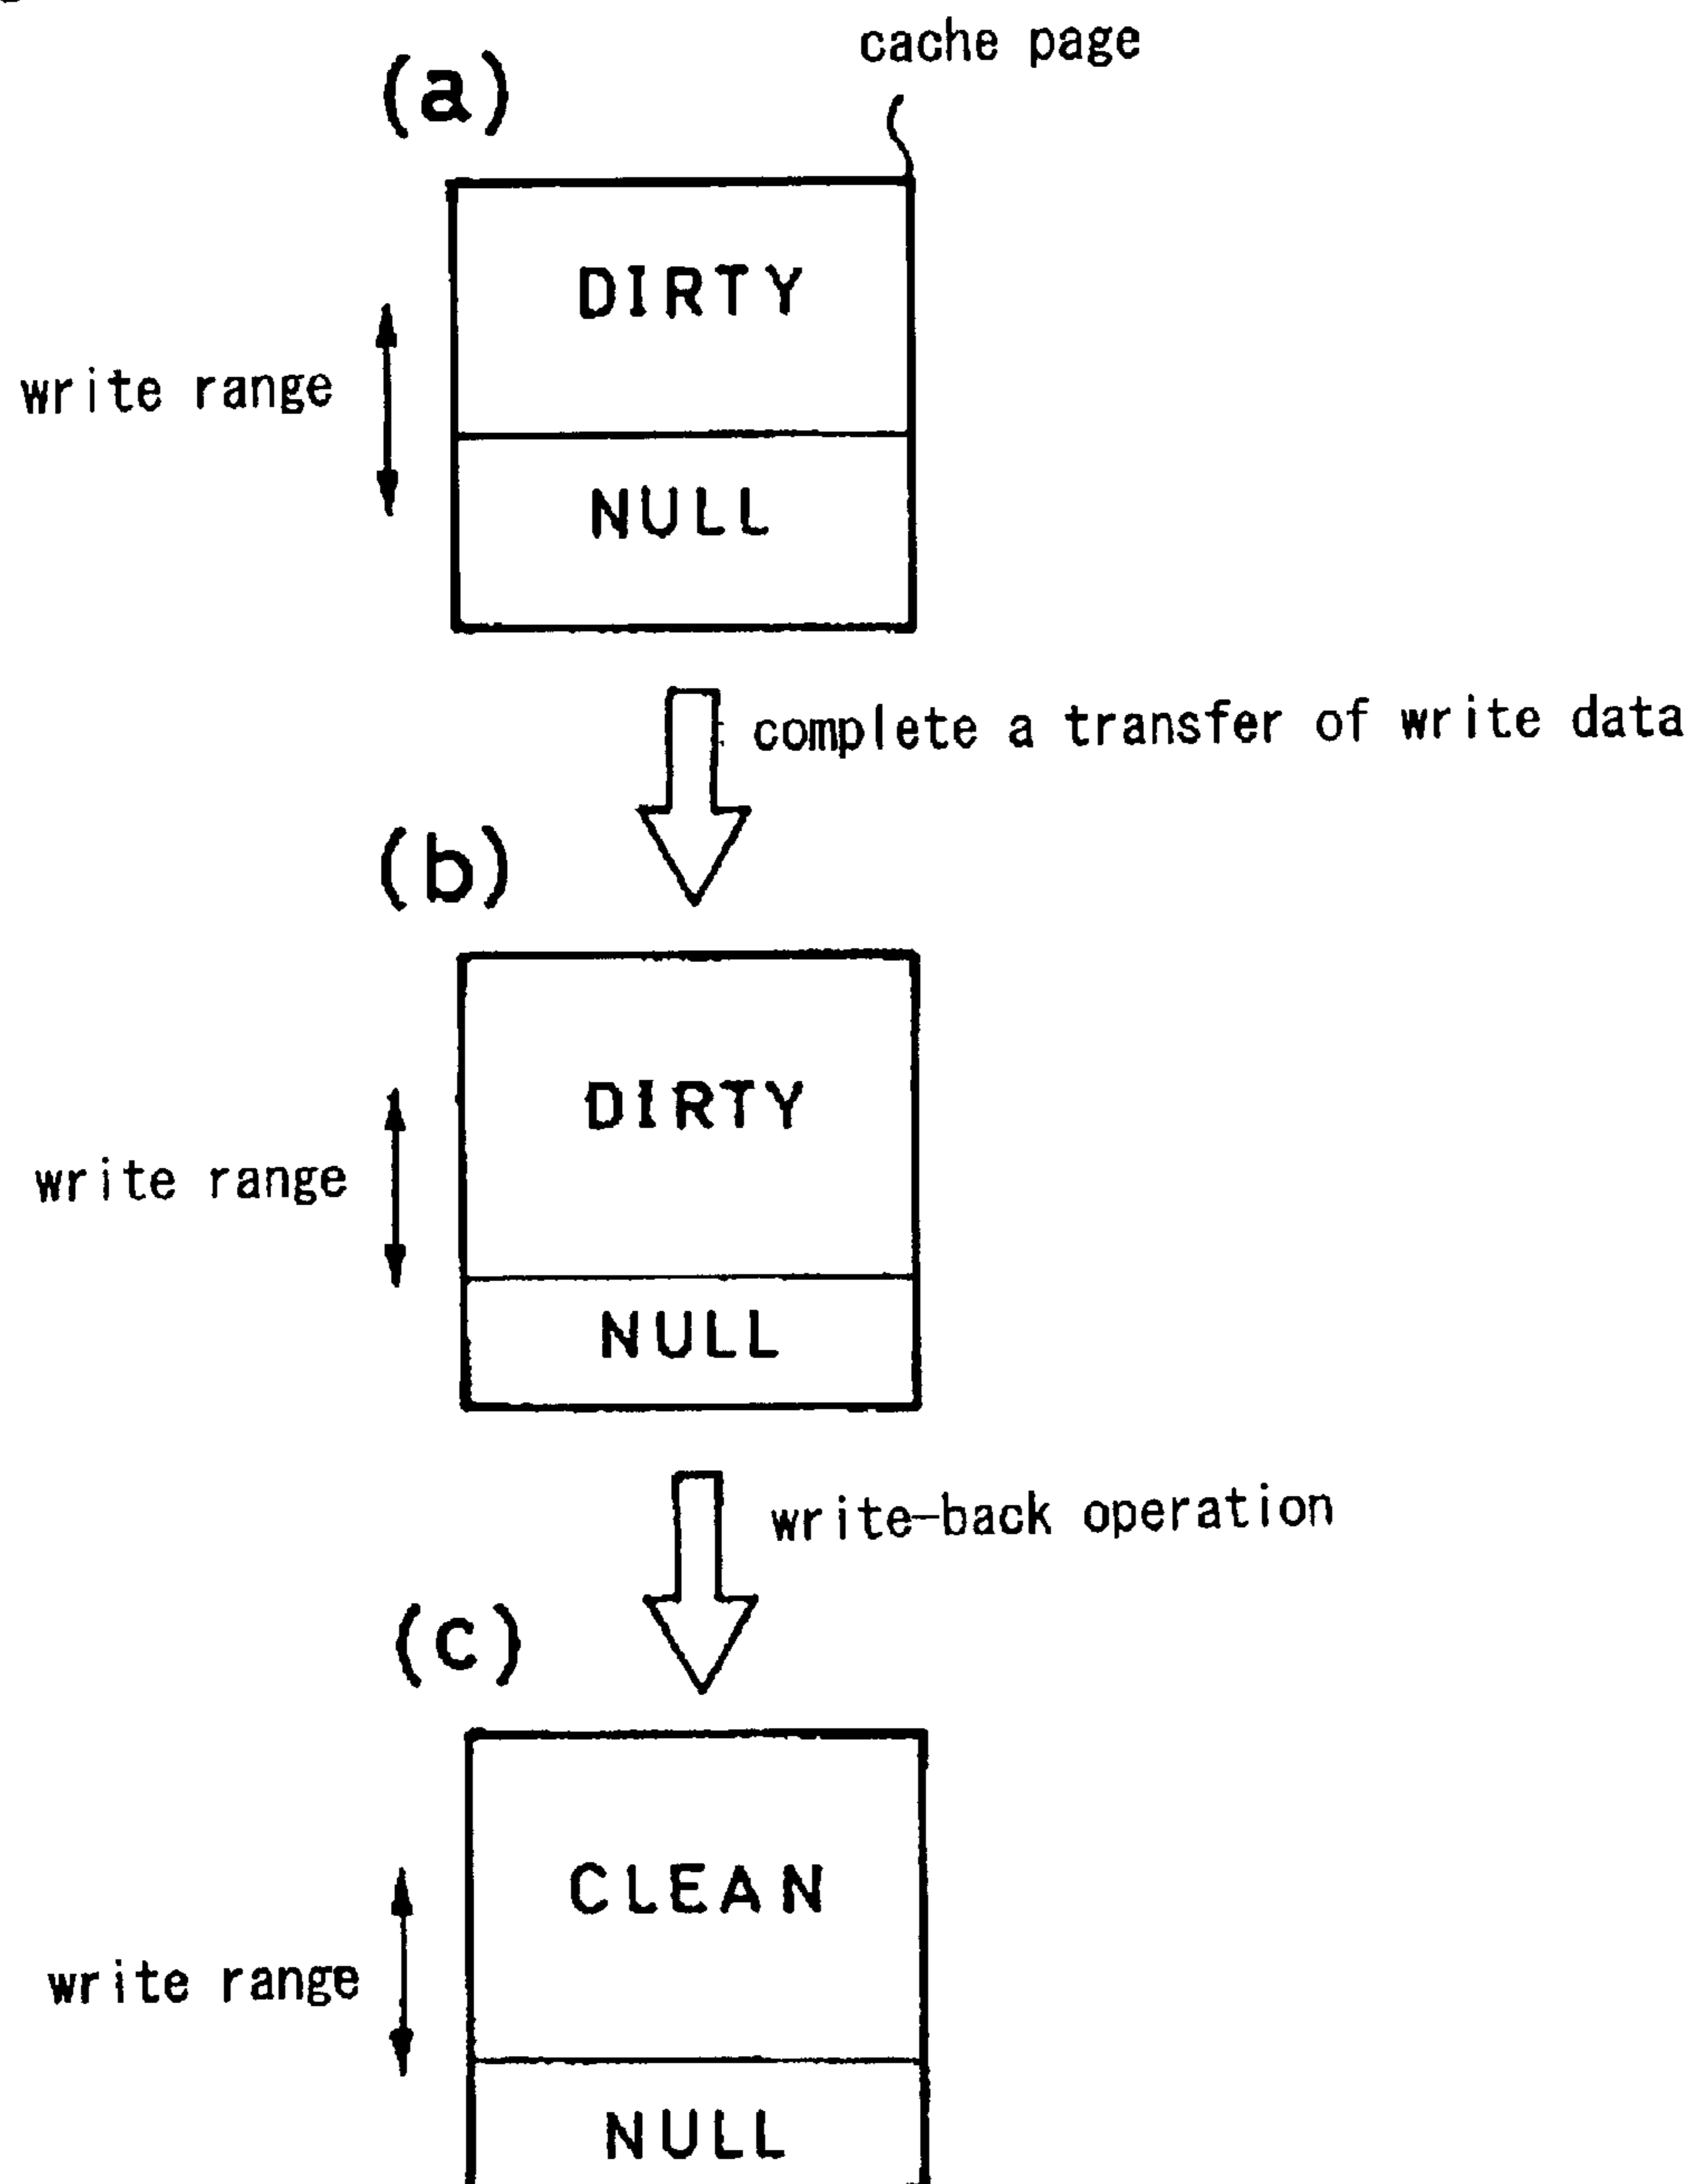 cache page
(a)
DIRTY
write range
NULL
complete a transfer of write data
(b)
DIRTY
write range
NULL
write-back operation
(c)
CLEAN
write range
NULL